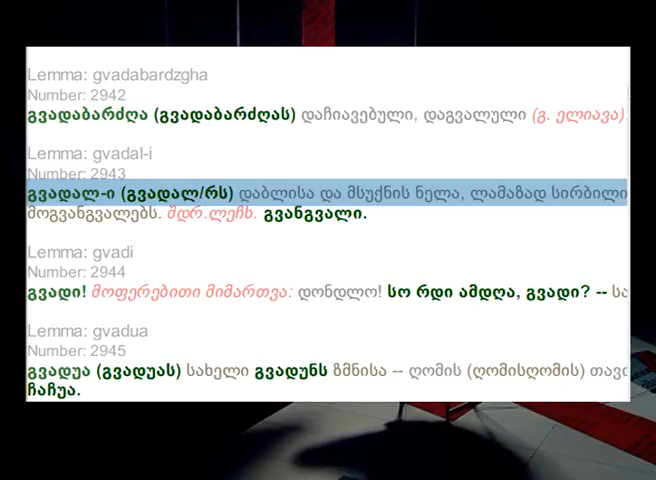 Lemma: gvadabardzgha
Number: 2942
გვადაბარძღა (გვადაბარძღას) დაჩიავებული, დაგვალული (გ. ელიავა).
Lemma: gvadal-i
Number: 2943
გვადალ-ი (გვადალ/რს) დაბლისა და მსუქნის ნელა, ლამაზად სირბილი
მოგვანგვალებს. შდრ.ლეჩხ. გვანგვალი.
Lemma: gvadi
Number: 2944
გვადი! მოფერებითი მიმართვა: დონდლო! სო რდი ამდღა, გვადი? -- სა
Lemma: gvadua
Number: 2945
გვადუა (გვადუას) სახელი გვადუნს ზმნისა -- ღომის (ღომისღომის) თავ
ჩაჩუა.